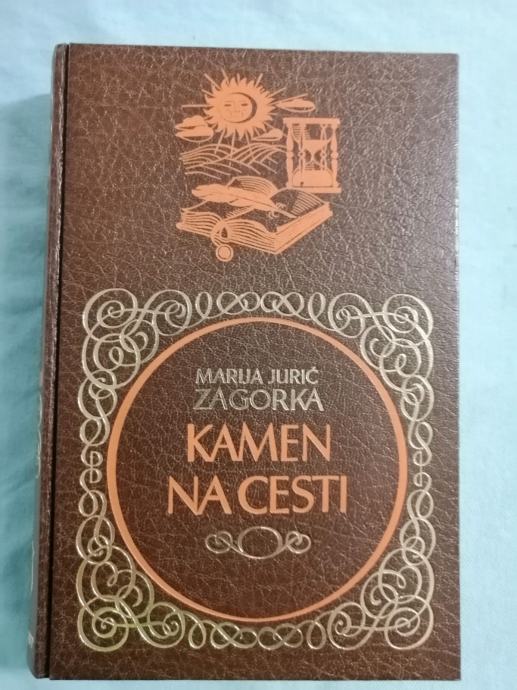 MARIJA JURIĆ
ZAGORKA
KAMEN
NA CESTI